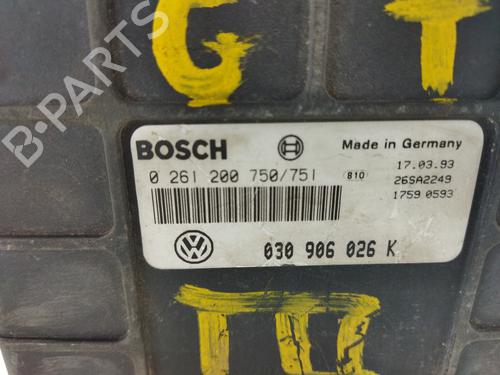 G T
BOSCH Made in Germany
0 261 200 750/751 810 17.03.93
26SA2249
1759 0593
030 906 026 K
B-PARTS